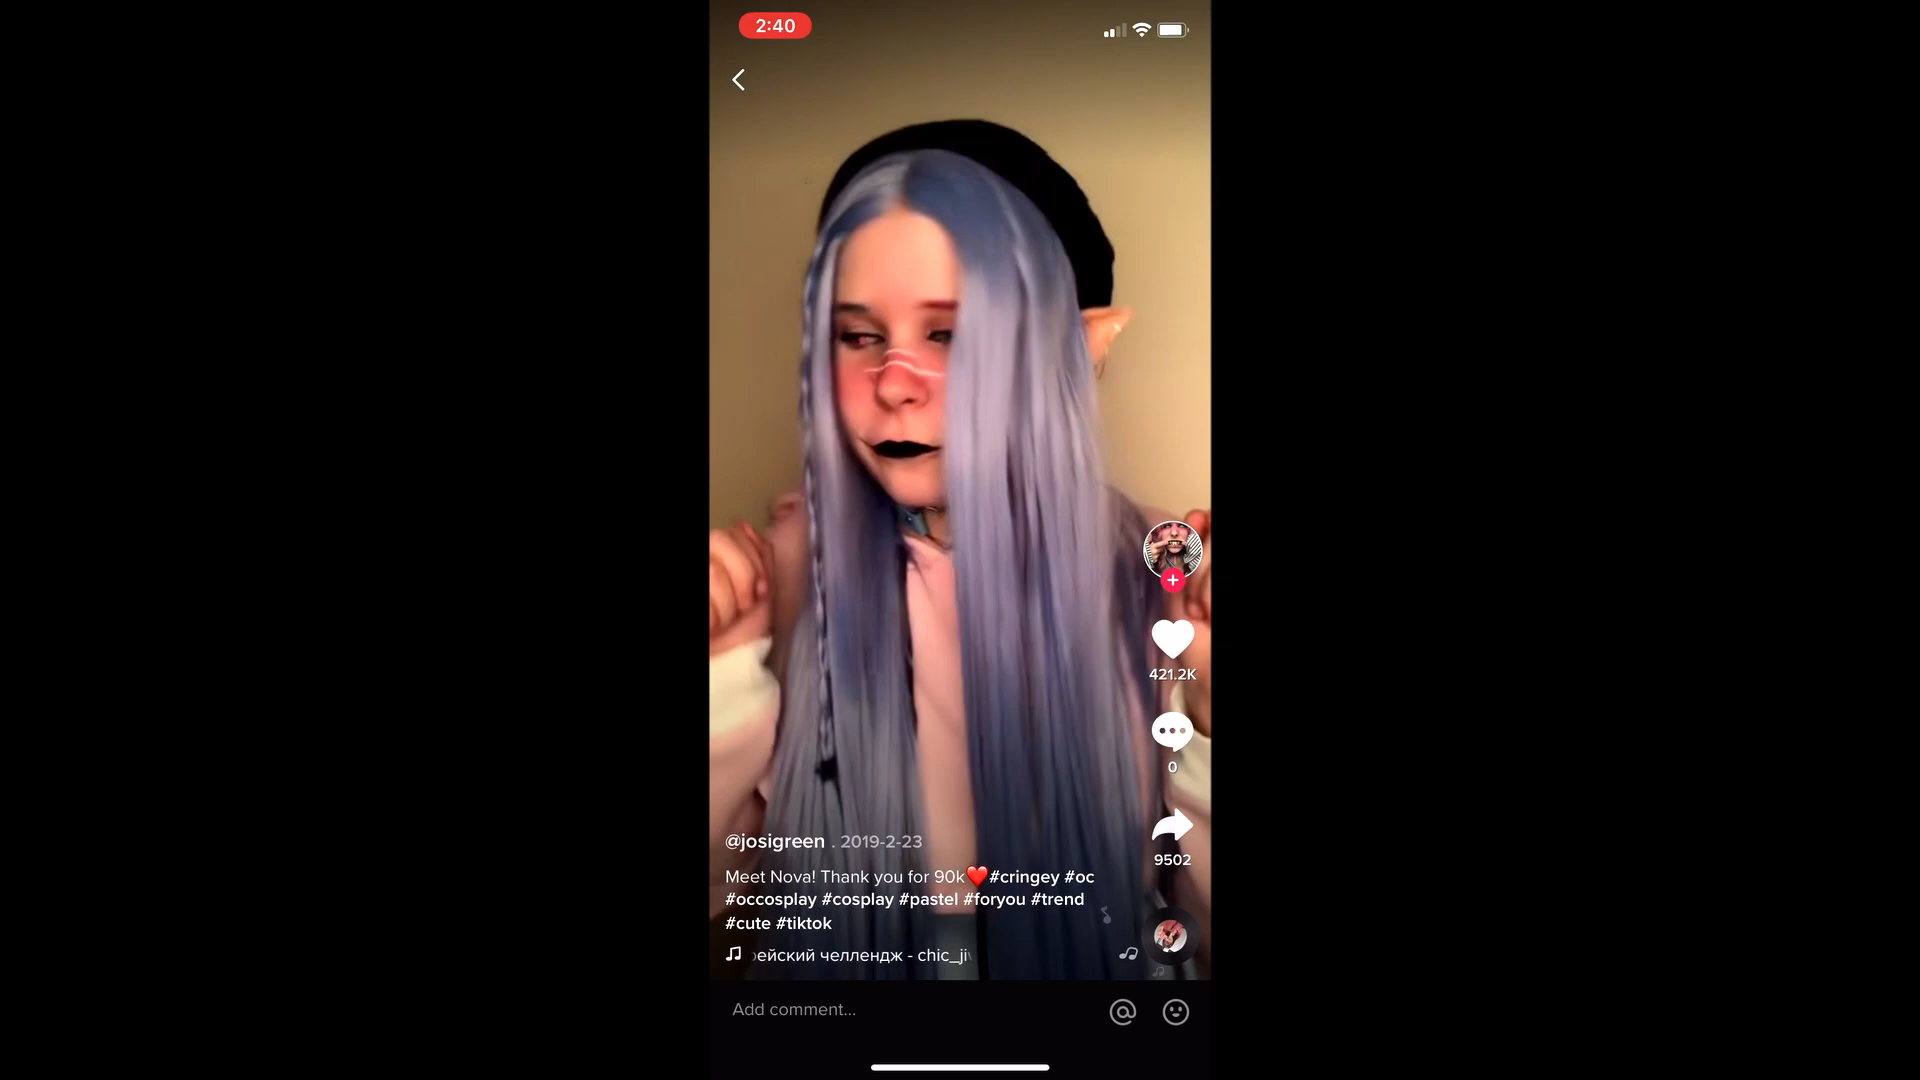 2:40
421.2K
0
9502
@josigreen . 2019-2-23
Meet Nova! Thank you for 90k❤️#cringey #oc
#occosplay #cosplay #pastel #foryou #trend
#cute #tiktok
ейский челлендж - chic_ji
Add comment...